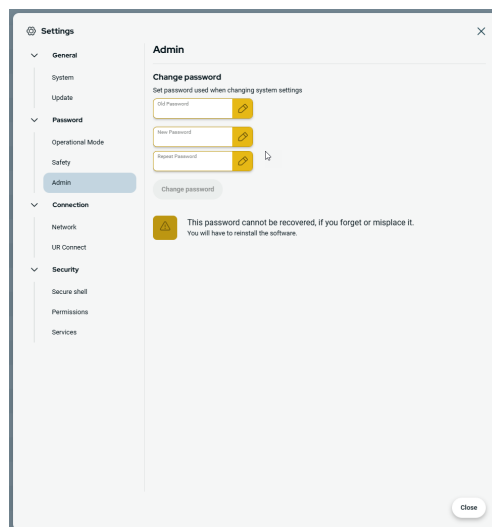 Settings
General
System
Update
Password
Operational Mode
Safety
Admin
Connection
Network
UR Connect
Security
Secure shell
Permissions
Services
Admin
Change password
Set password used when changing system settings
Old Password
New Password
Repeat Password
Change password
This password cannot be recovered, if you forget or misplace it.
You will have to reinstall the software.
Close